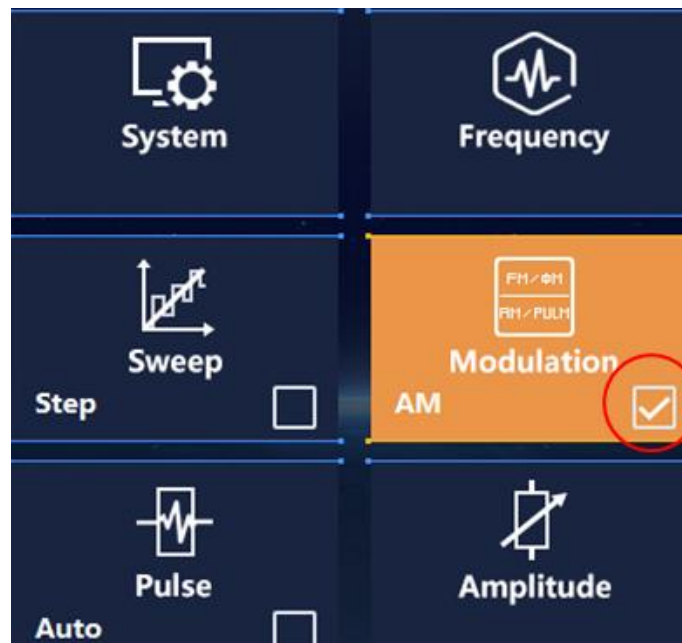 System
Frequency
Sweep
Step
FM/ΦM
AM/PULM
Modulation
AM
Pulse
Auto
Amplitude